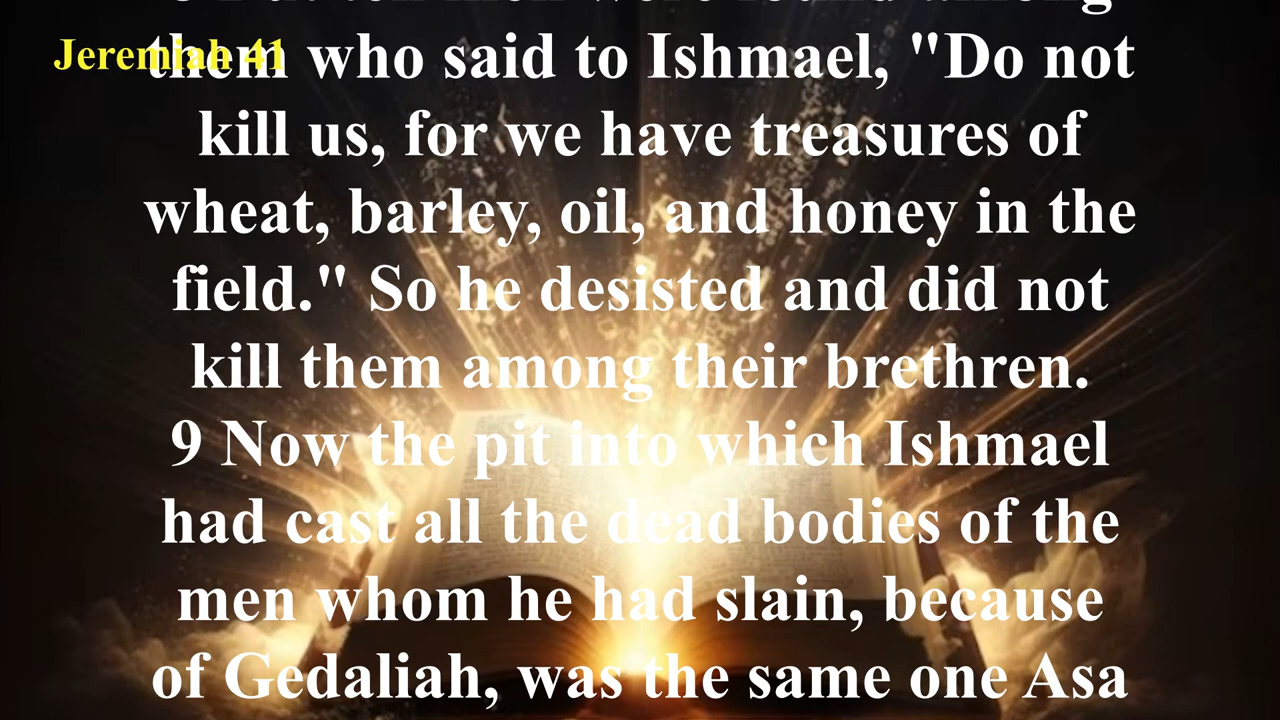 Jeremiah 41
them who said to Ishmael, "Do not
kill us, for we have treasures of
wheat, barley, oil, and honey in the
field." So he desisted and did not
kill them among their brethren.
9 Now the pit into which Ishmael
had cast all the dead bodies of the
men whom he had slain, because
of Gedaliah, was the same one Asa